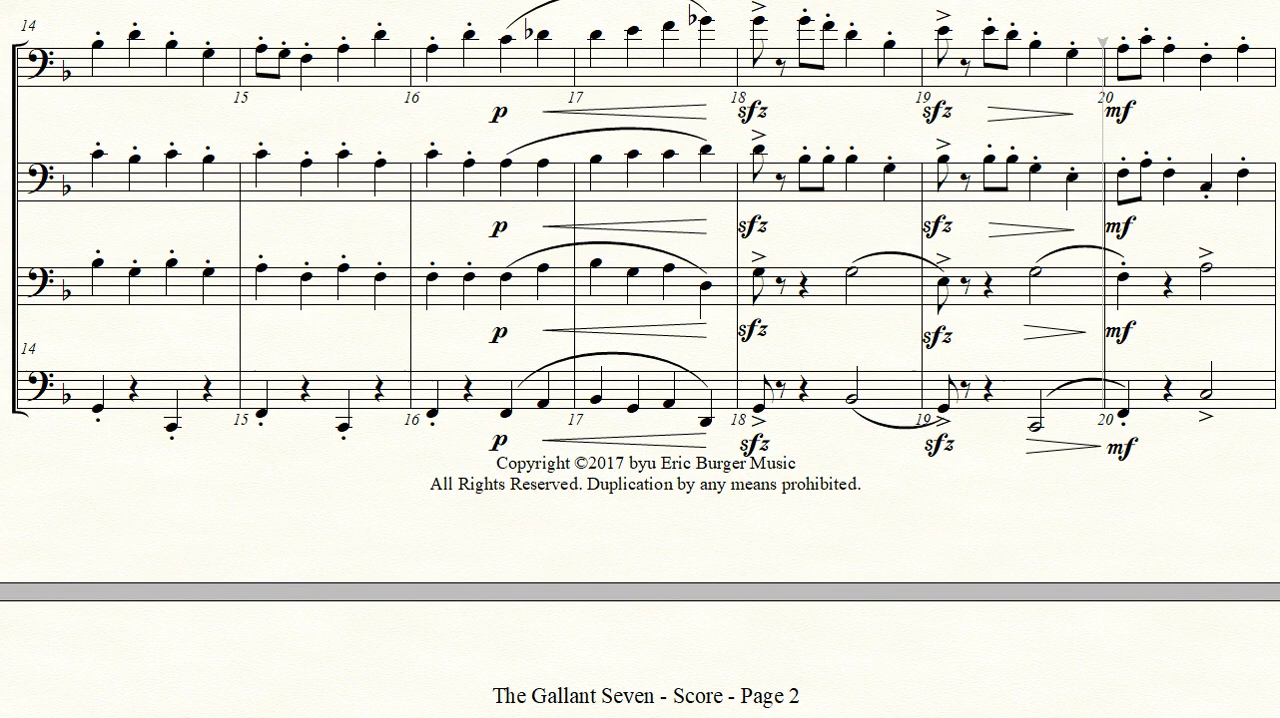 14
15 16 17 18 19 20
p sfz sfz mf
p sfz sfz mf
p sfz sfz mf
14
15 16 17 18 19 20
p sfz sfz mf
Copyright ©2017 byu Eric Burger Music
All Rights Reserved. Duplication by any means prohibited.
The Gallant Seven - Score - Page 2